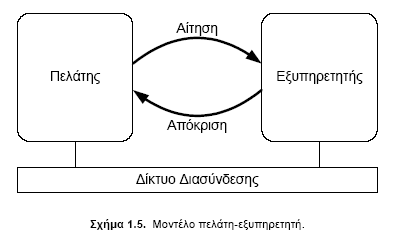 Αίτηση
Πελάτης
Εξυπηρετητής
Απόκριση
Δίκτυο Διασύνδεσης
Σχήμα 1.5. Μοντέλο πελάτη-εξυπηρετητή.